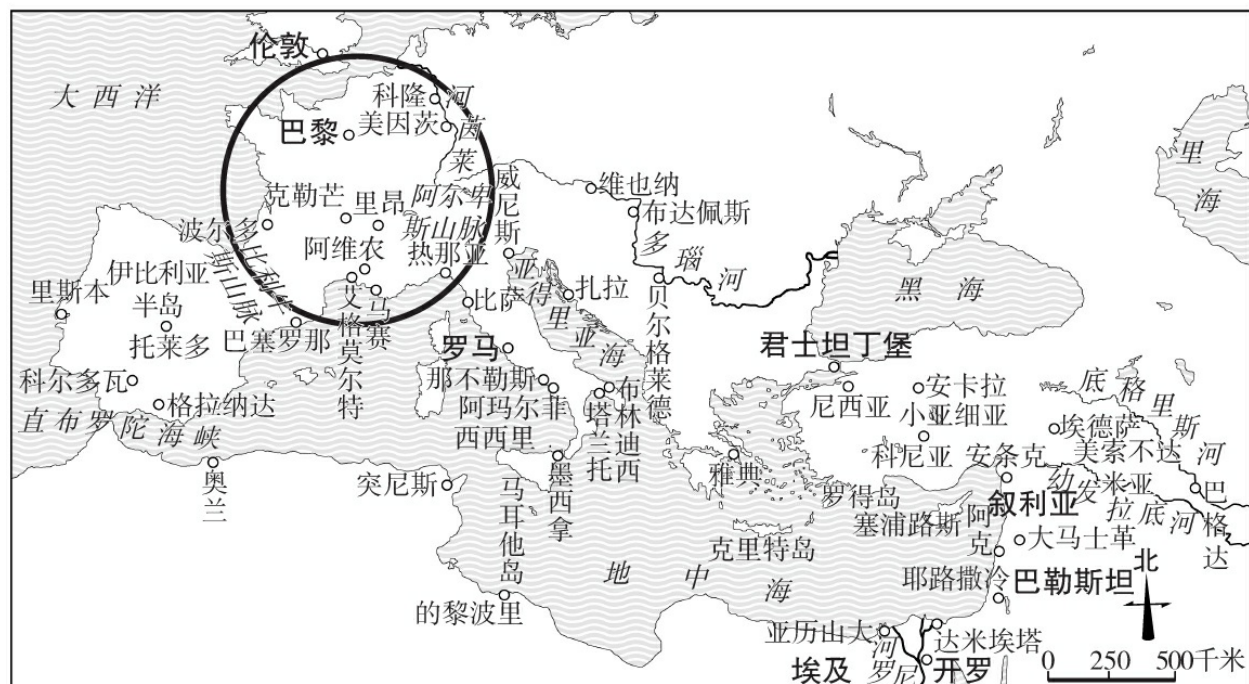 伦敦
大西洋
科隆
美因茨
莱茵河
巴黎
克勒芒
里昂
阿尔卑斯山脉
威尼斯
维也纳
布达佩斯
多瑙河
里海
波尔多
阿维农
热那亚
比利牛斯山脉
伊比利亚
半岛
里斯本
托莱多
巴塞罗那
艾格莫尔特
马赛
比萨
亚得里亚海
扎拉
贝尔格莱德
黑海
罗马
君士坦丁堡
科尔多瓦
格拉纳达
直布罗陀海峡
那不勒斯
阿玛尔菲
西西里
塔兰托
布林迪西
尼西亚
安卡拉
小亚细亚
底格里斯河
埃德萨
美索不达
米亚
科尼亚
安条克
幼发拉底河
奥兰
突尼斯
马耳他岛
墨西拿
雅典
罗得岛
塞浦路斯
叙利亚
阿克
大马士革
巴格达
克里特岛
地中海
耶路撒冷
巴勒斯坦
北
的黎波里
亚历山大
达米埃塔
埃及
尼罗河
开罗
0 250 500千米